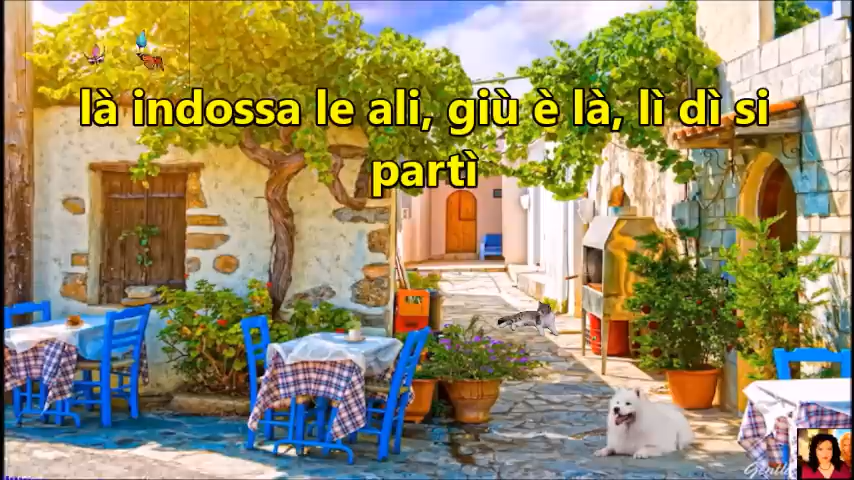 là indossa le ali, giù è là, lì dì si
partì